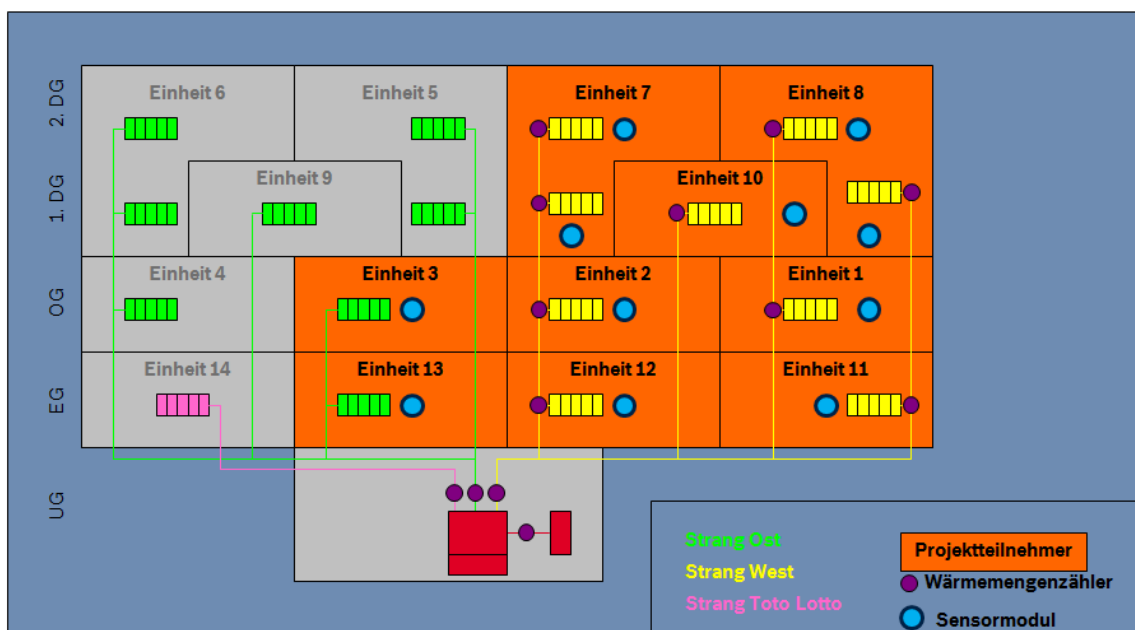 2. DG
Einheit 6
Einheit 5
Einheit 7
Einheit 8
1. DG
Einheit 9
Einheit 10
OG
Einheit 4
Einheit 3
Einheit 2
Einheit 1
EG
Einheit 14
Einheit 13
Einheit 12
Einheit 11
UG
Strang Ost
Strang West
Strang Toto Lotto
Projektteilnehmer
Wärmemengenzähler
Sensormodul